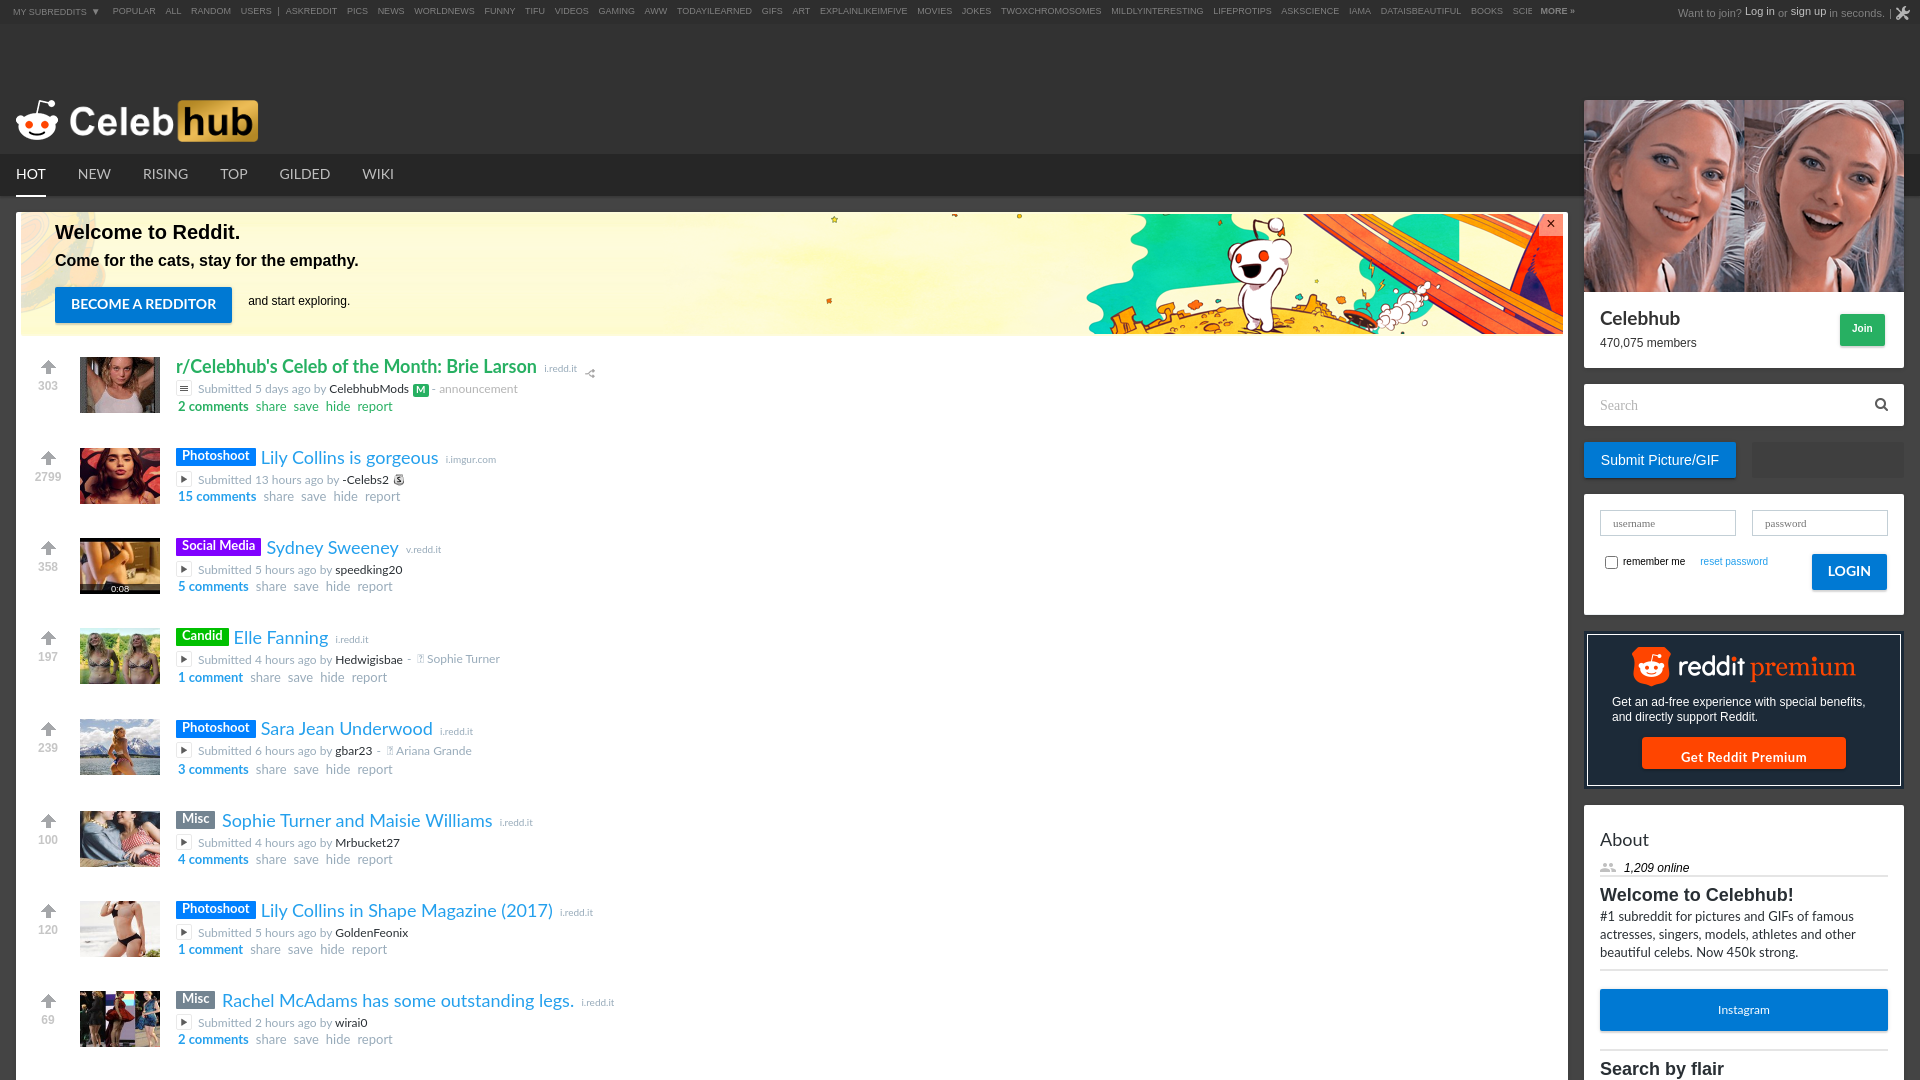 MY SUBREDDITS ▼ POPULAR ALL RANDOM USERS | ASKREDDIT PICS NEWS WORLDNEWS FUNNY TIFU VIDEOS GAMING AWW TODAYILEARNED GIFS ART EXPLAINLIKEIMFIVE MOVIES JOKES TWOXCHROMOSOMES MILDLYINTERESTING LIFEPROTIPS ASKSCIENCE IAMA DATAISBEAUTIFUL BOOKS SCIE MORE » Want to join? Log in or sign up in seconds. |
Celeb hub
HOT NEW RISING TOP GILDED WIKI
Welcome to Reddit.
Come for the cats, stay for the empathy.
BECOME A REDDITOR and start exploring.
×
303
r/Celebhub's Celeb of the Month: Brie Larson i.redd.it
Submitted 5 days ago by CelebhubMods M - announcement
2 comments share save hide report
2799
Photoshoot Lily Collins is gorgeous i.imgur.com
Submitted 13 hours ago by -Celebs2
15 comments share save hide report
358
0:08
Social Media Sydney Sweeney v.redd.it
Submitted 5 hours ago by speedking20
5 comments share save hide report
197
Candid Elle Fanning i.redd.it
Submitted 4 hours ago by Hedwigisbae - Sophie Turner
1 comment share save hide report
239
Photoshoot Sara Jean Underwood i.redd.it
Submitted 6 hours ago by gbar23 - Ariana Grande
3 comments share save hide report
100
Misc Sophie Turner and Maisie Williams i.redd.it
Submitted 4 hours ago by Mrbucket27
4 comments share save hide report
120
Photoshoot Lily Collins in Shape Magazine (2017) i.redd.it
Submitted 5 hours ago by GoldenFeonix
1 comment share save hide report
69
Misc Rachel McAdams has some outstanding legs. i.redd.it
Submitted 2 hours ago by wirai0
2 comments share save hide report
Celebhub
470,075 members
Join
Search
Submit Picture/GIF
username password
remember me reset password LOGIN
reddit premium
Get an ad-free experience with special benefits,
and directly support Reddit.
Get Reddit Premium
About
1,209 online
Welcome to Celebhub!
#1 subreddit for pictures and GIFs of famous
actresses, singers, models, athletes and other
beautiful celebs. Now 450k strong.
Instagram
Search by flair